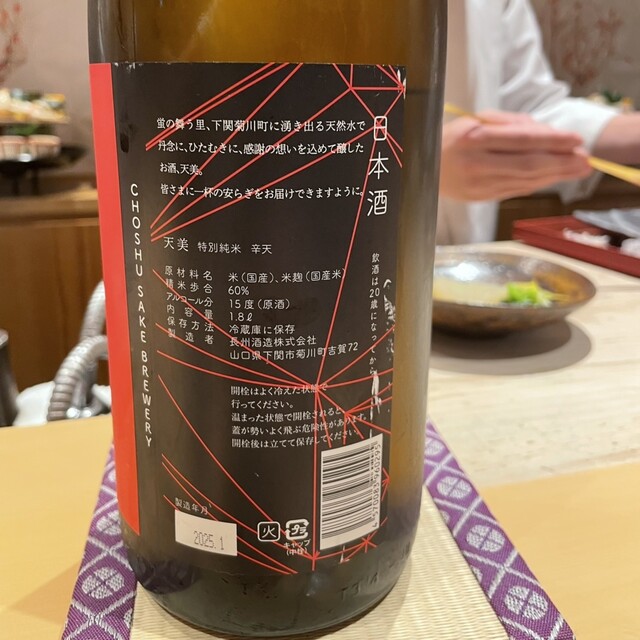 蛍の舞う里、下関菊川町に湧き出る天然水で
丹念に、ひたむきに、感謝の想いを込めて醸した
お酒、天美。
皆さまに一杯の安らぎをお届けできますように。
日本酒
飲酒は20歳になってから
天美 特別純米 辛天
原材料名 米(国産)、米麹(国産米)
精米歩合 60%
アルコール分 15度(原酒)
内容量 1.8ℓ
保存方法 冷蔵庫に保存
製造者 長州酒造株式会社
山口県下関市菊川町吉賀72
開栓はよく冷えた状態で
行ってください。
温まった状態で開栓されると
蓋が勢いよく飛ぶ危険性があります。
開栓後は立てて保存してください。
製造年月
2025.1
火
プラ
キャップ
(中栓)
CHOSHU SAKE BREWERY